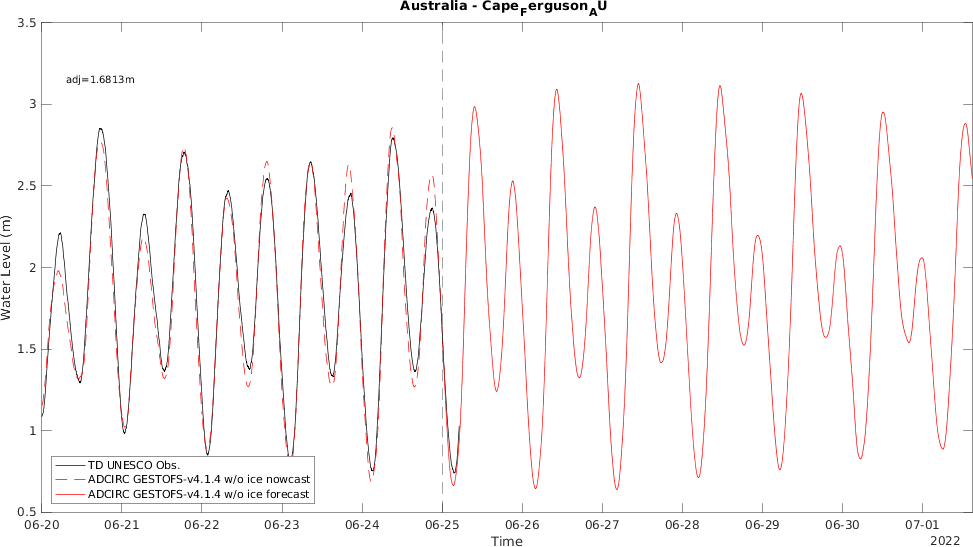 Australia - Cape_Ferguson_AU
3.5
adj=1.6813m
3
2.5
2
1.5
1
0.5
Water Level (m)
TD UNESCO Obs.
ADCIRC GESTOFS-v4.1.4 w/o ice nowcast
ADCIRC GESTOFS-v4.1.4 w/o ice forecast
06-20 06-21 06-22 06-23 06-24 06-25 06-26 06-27 06-28 06-29 06-30 07-01
Time
2022